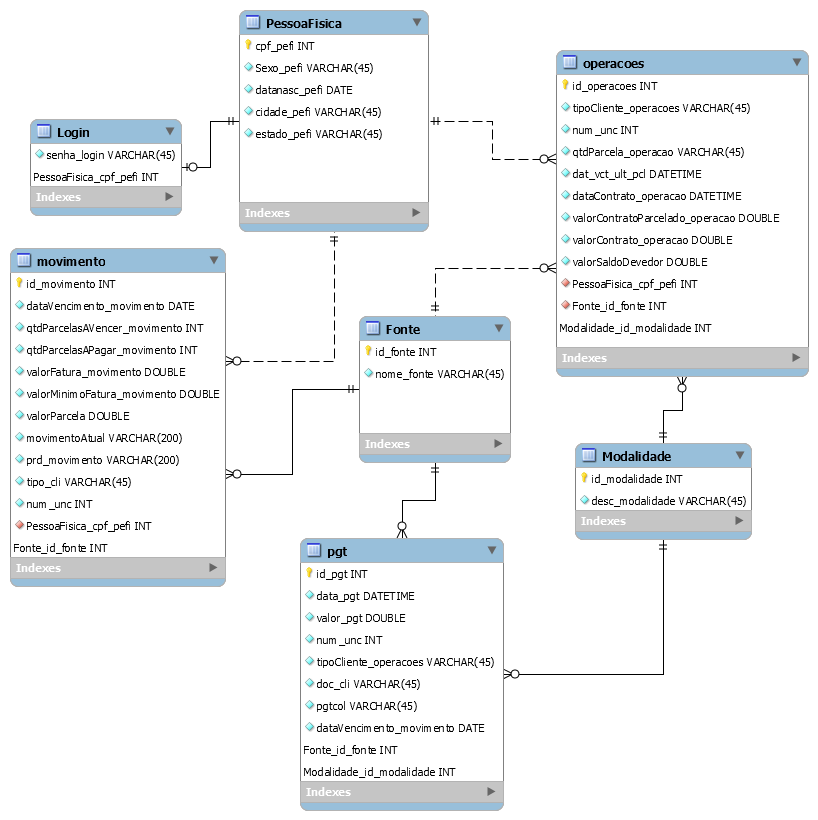 PessoaFisica
cpf_pefi INT
Sexo_pefi VARCHAR(45)
datanasc_pefi DATE
cidade_pefi VARCHAR(45)
estado_pefi VARCHAR(45)
Indexes
operacoes
id_operacoes INT
tipoCliente_operacoes VARCHAR(45)
num_unc INT
qtdParcela_operacao VARCHAR(45)
dat_vct_ult_pcl DATETIME
dataContrato_operacao DATETIME
valorContratoParcelado_operacao DOUBLE
valorContrato_operacao DOUBLE
valorSaldoDevedor DOUBLE
PessoaFisica_cpf_pefi INT
Fonte_id_fonte INT
Modalidade_id_modalidade INT
Indexes
Login
senha_login VARCHAR(45)
PessoaFisica_cpf_pefi INT
Indexes
movimento
id_movimento INT
dataVencimento_movimento DATE
qtdParcelasAVencer_movimento INT
qtdParcelasAPagar_movimento INT
valorFatura_movimento DOUBLE
valorMinimoFatura_movimento DOUBLE
valorParcela DOUBLE
movimentoAtual VARCHAR(200)
prd_movimento VARCHAR(200)
tipo_cli VARCHAR(45)
num_unc INT
PessoaFisica_cpf_pefi INT
Fonte_id_fonte INT
Indexes
Fonte
id_fonte INT
nome_fonte VARCHAR(45)
Indexes
Modalidade
id_modalidade INT
desc_modalidade VARCHAR(45)
Indexes
pgt
id_pgt INT
data_pgt DATETIME
valor_pgt DOUBLE
num_unc INT
tipoCliente_operacoes VARCHAR(45)
doc_cli VARCHAR(45)
pgtcol VARCHAR(45)
dataVencimento_movimento DATE
Fonte_id_fonte INT
Modalidade_id_modalidade INT
Indexes